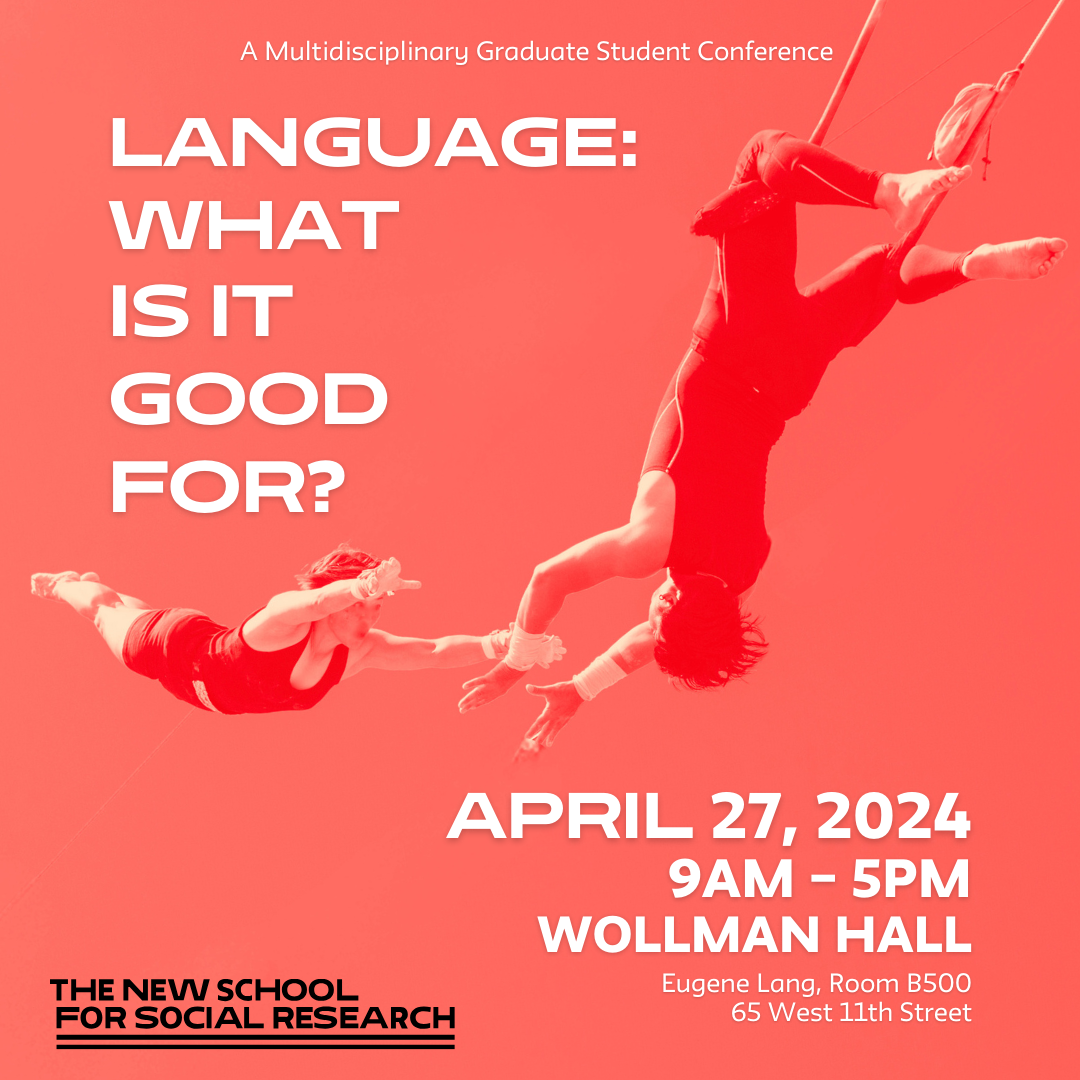 A Multidisciplinary Graduate Student Conference
LANGUAGE:
WHAT
IS IT
GOOD
FOR?
APRIL 27, 2024
9AM – 5PM
WOLLMAN HALL
Eugene Lang, Room B500
65 West 11th Street
THE NEW SCHOOL
FOR SOCIAL RESEARCH